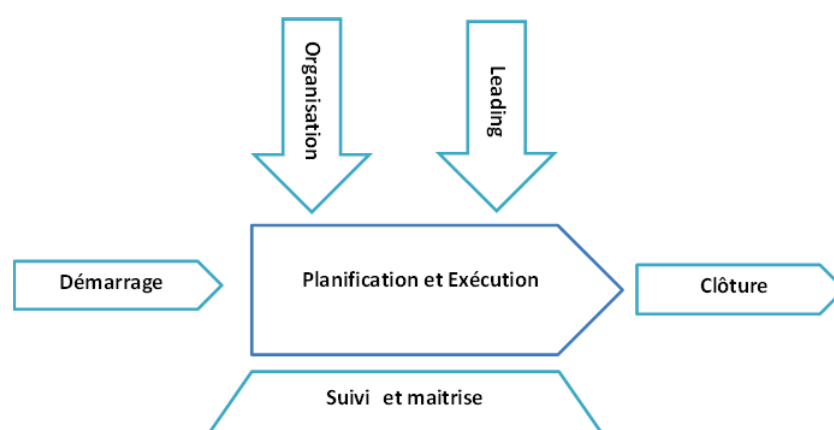 Organisation
Leading
Démarrage
Planification et Exécution
Clôture
Suivi et maitrise